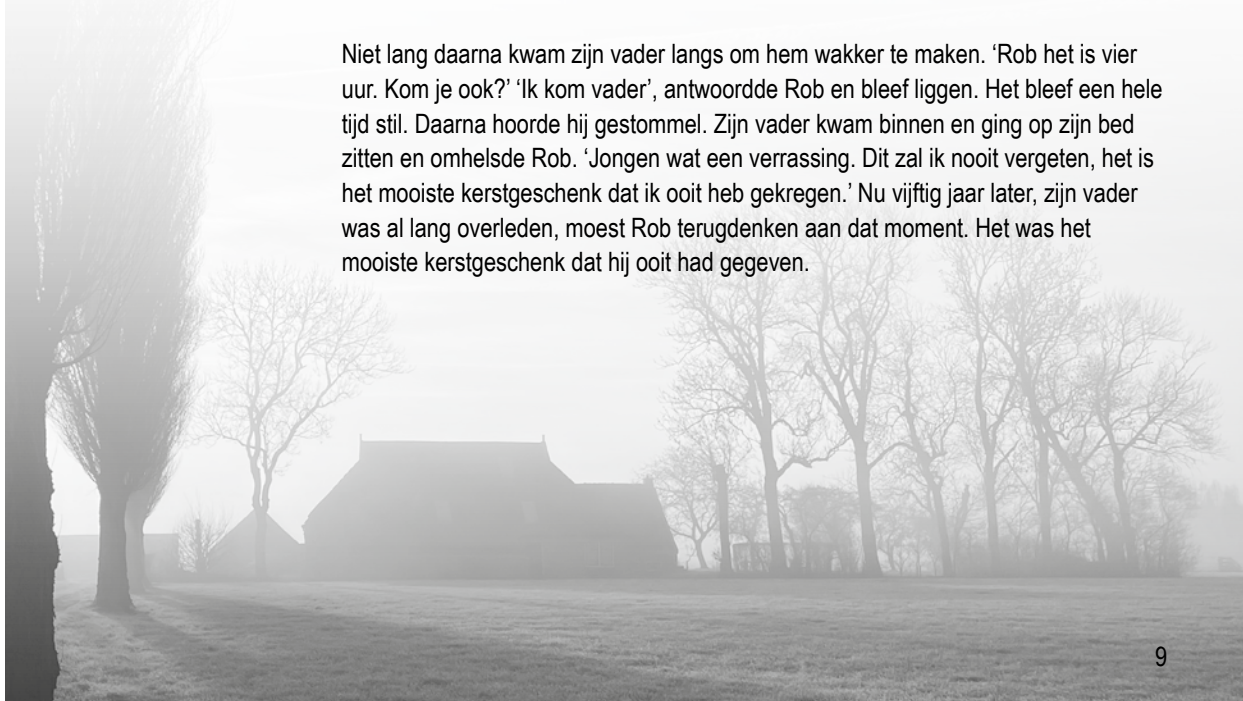 Niet lang daarna kwam zijn vader langs om hem wakker te maken. ‘Rob het is vier
uur. Kom je ook?’ ‘Ik kom vader’, antwoordde Rob en bleef liggen. Het bleef een hele
tijd stil. Daarna hoorde hij gestommel. Zijn vader kwam binnen en ging op zijn bed
zitten en omhelsde Rob. ‘Jongen wat een verrassing. Dit zal ik nooit vergeten, het is
het mooiste kerstgeschenk dat ik ooit heb gekregen.’ Nu vijftig jaar later, zijn vader
was al lang overleden, moest Rob terugdenken aan dat moment. Het was het
mooiste kerstgeschenk dat hij ooit had gegeven.
9